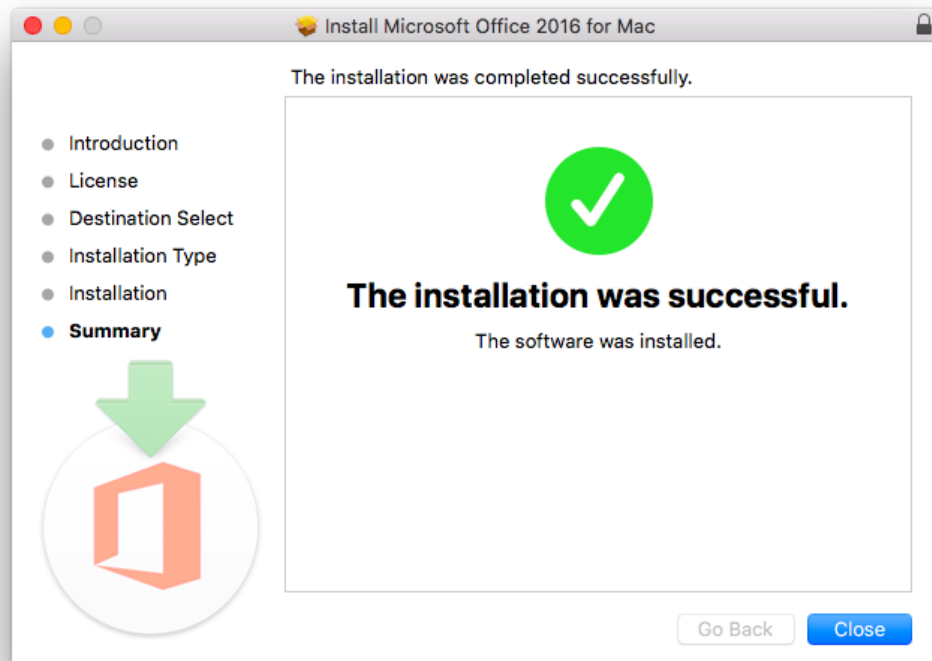 Install Microsoft Office 2016 for Mac
The installation was completed successfully.
Introduction
License
Destination Select
Installation Type
Installation
Summary
The installation was successful.
The software was installed.
Go Back
Close